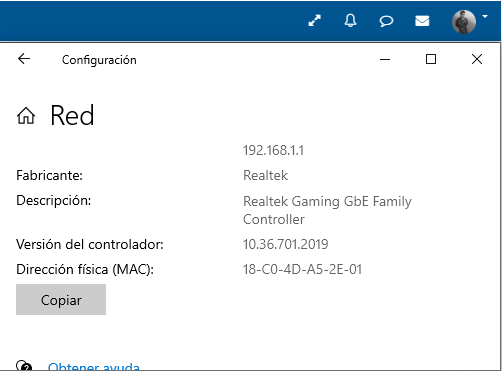 Configuración
Red
192.168.1.1
Fabricante: Realtek
Descripción: Realtek Gaming GbE Family
Controller
Versión del controlador: 10.36.701.2019
Dirección física (MAC): 18-C0-4D-A5-2E-01
Copiar
Obtener ayuda